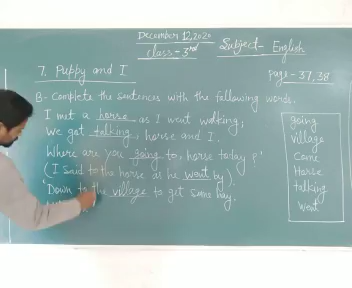 December 12, 2020
Class - 3rd
Subject - English
7. Puppy and I
page - 37, 38
B- Complete the sentences with the following words.
I met a horse as I went walking;
We got talking, horse and I.
Where are you going to, horse today?'
(I said to the horse as he went by).
'Down to the village to get some hay.
going
village
Came
Horse
talking
went